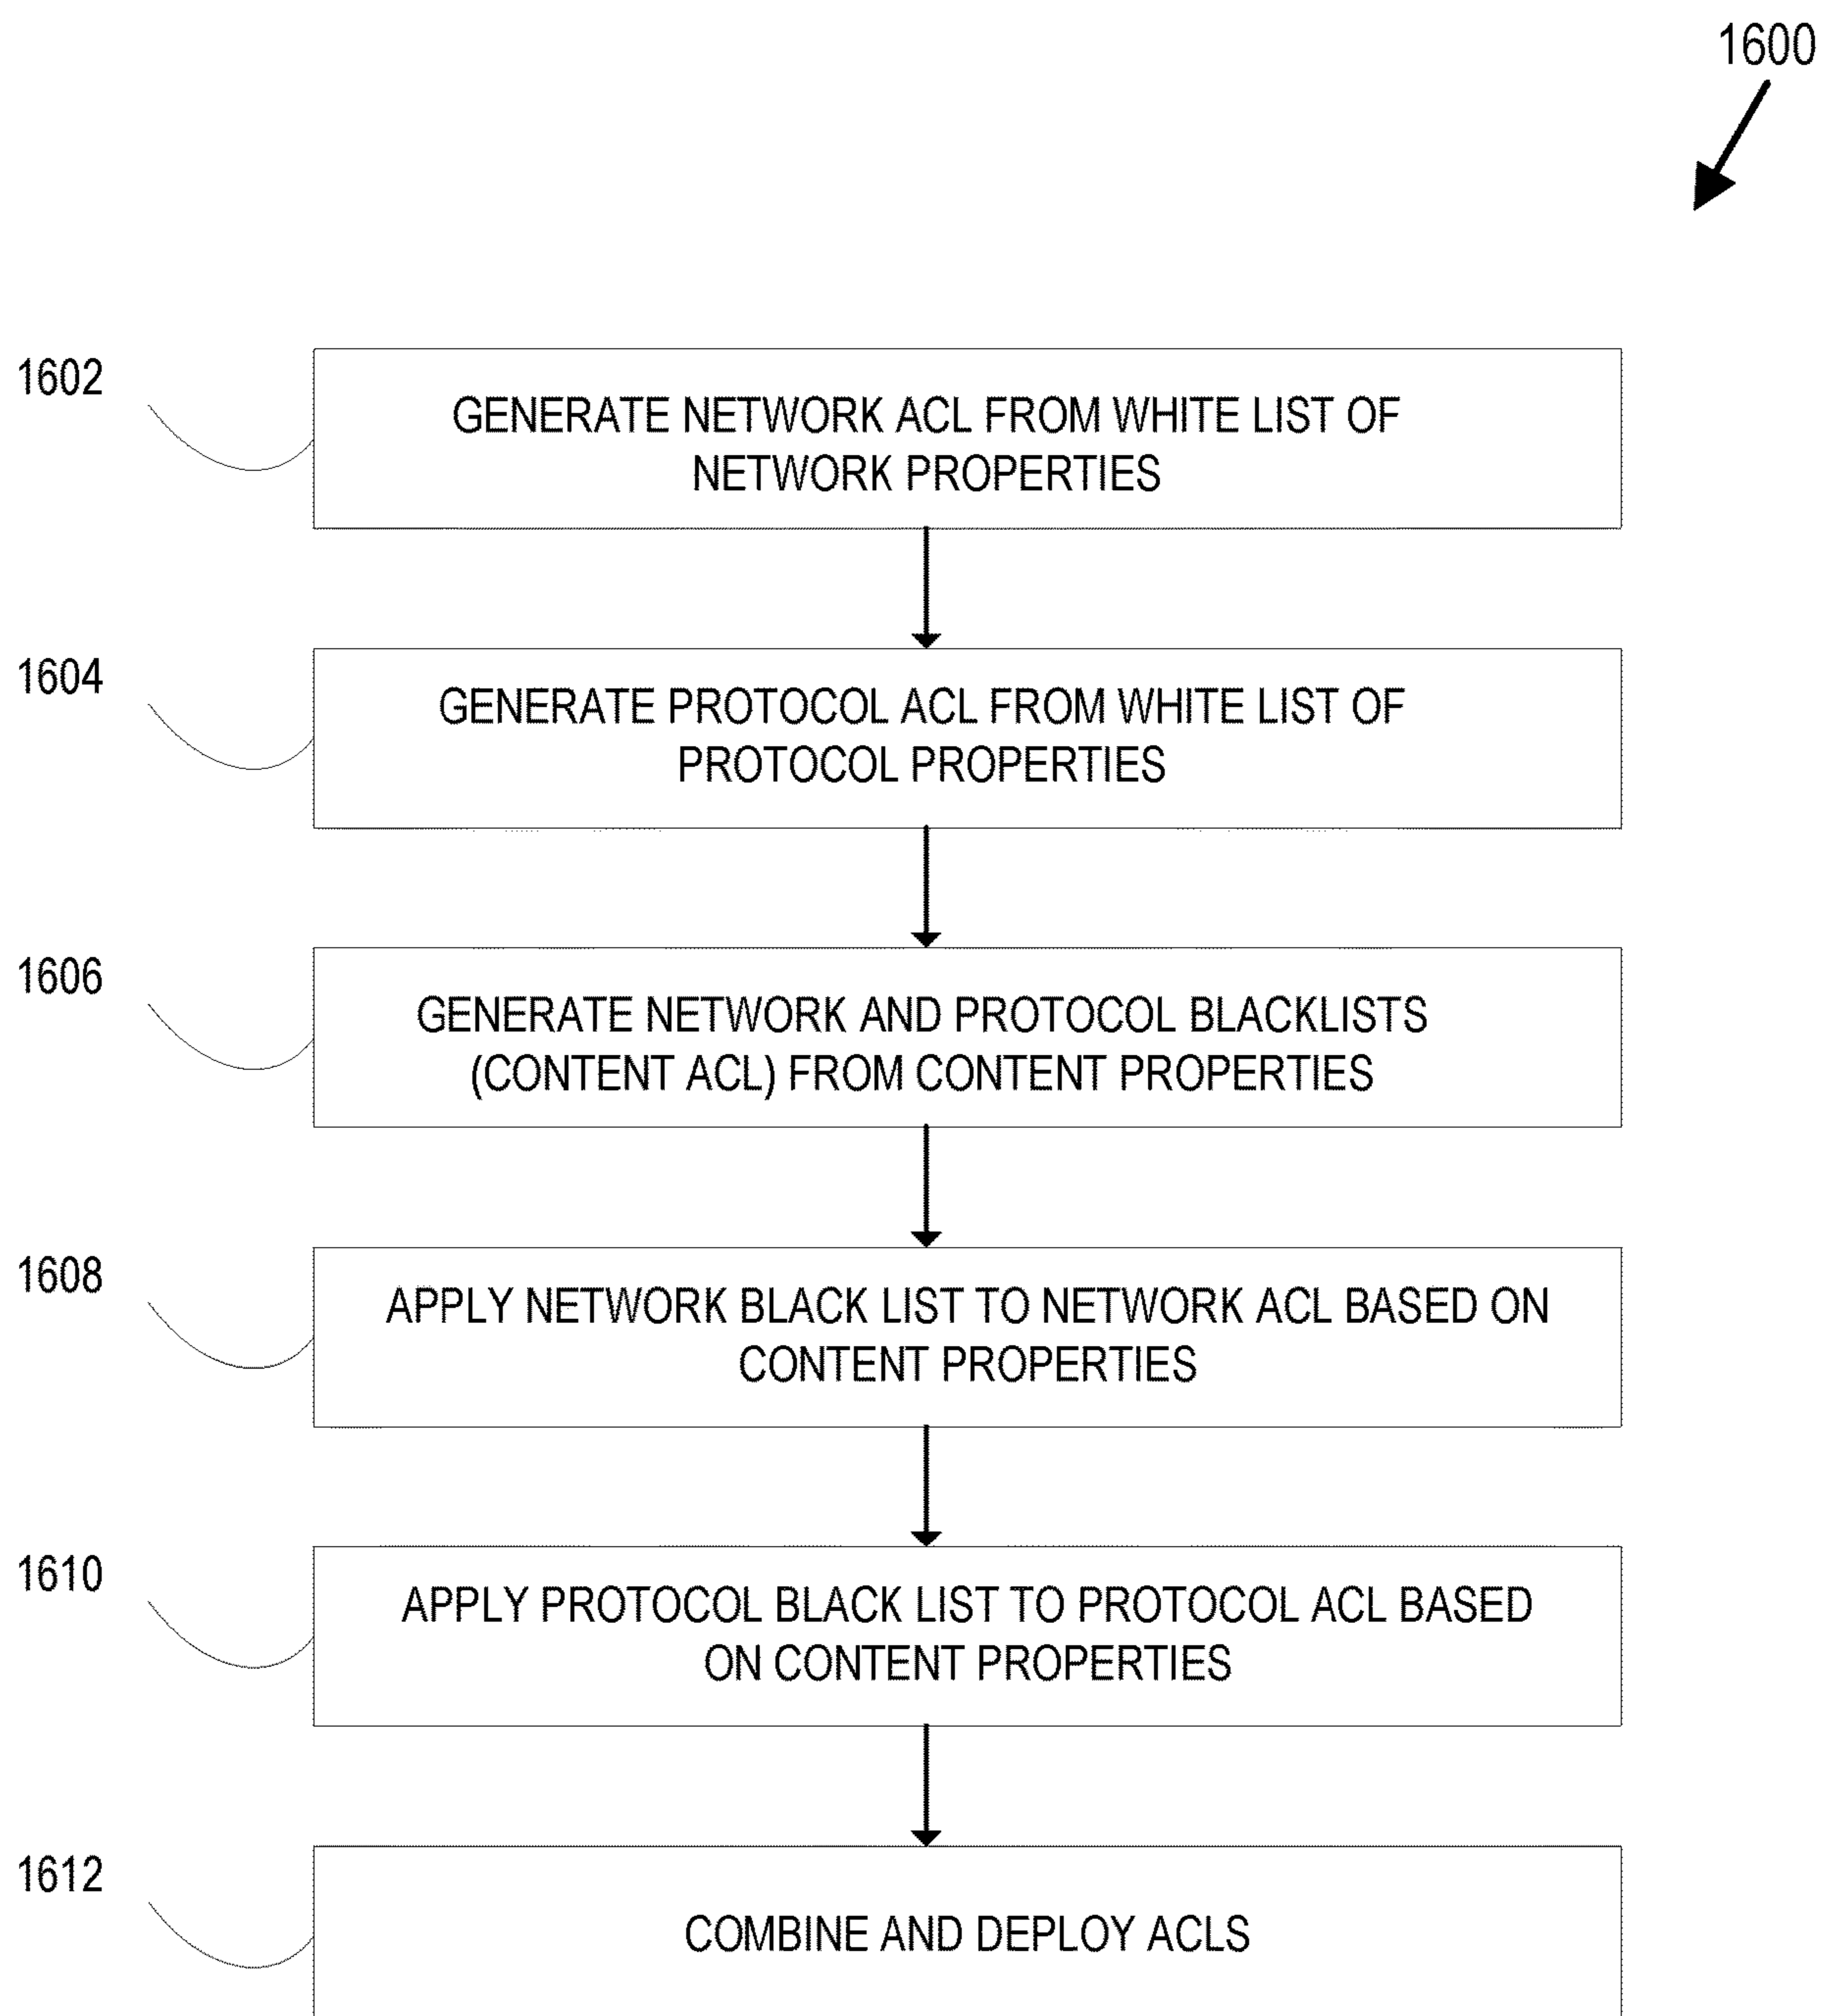 1600
1602
GENERATE NETWORK ACL FROM WHITE LIST OF
NETWORK PROPERTIES
1604
GENERATE PROTOCOL ACL FROM WHITE LIST OF
PROTOCOL PROPERTIES
1606
GENERATE NETWORK AND PROTOCOL BLACKLISTS
(CONTENT ACL) FROM CONTENT PROPERTIES
1608
APPLY NETWORK BLACK LIST TO NETWORK ACL BASED ON
CONTENT PROPERTIES
1610
APPLY PROTOCOL BLACK LIST TO PROTOCOL ACL BASED
ON CONTENT PROPERTIES
1612
COMBINE AND DEPLOY ACLS